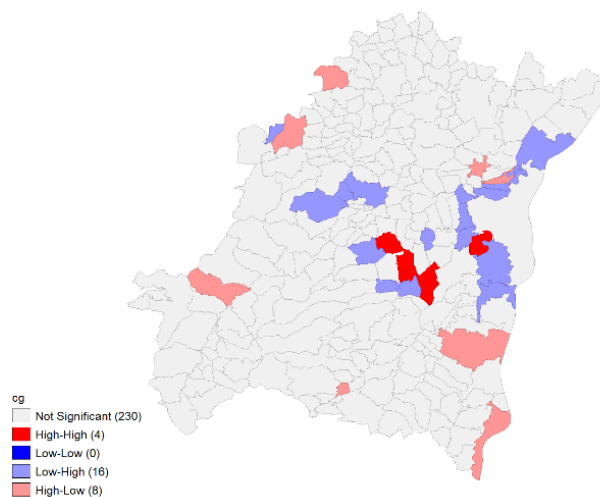 cg
Not Significant (230)
High-High (4)
Low-Low (0)
Low-High (16)
High-Low (8)